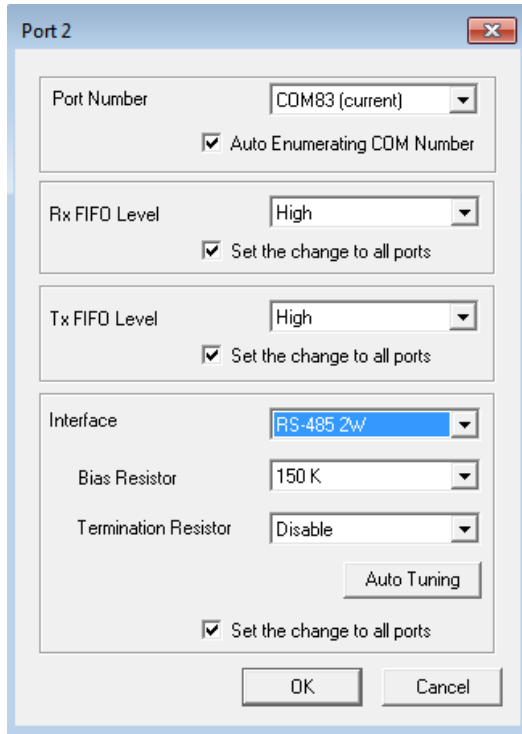 Port 2
Port Number COM83 (current)
Auto Enumerating COM Number
Rx FIFO Level High
Set the change to all ports
Tx FIFO Level High
Set the change to all ports
Interface RS-485 2W
Bias Resistor 150 K
Termination Resistor Disable
Auto Tuning
Set the change to all ports
OK Cancel